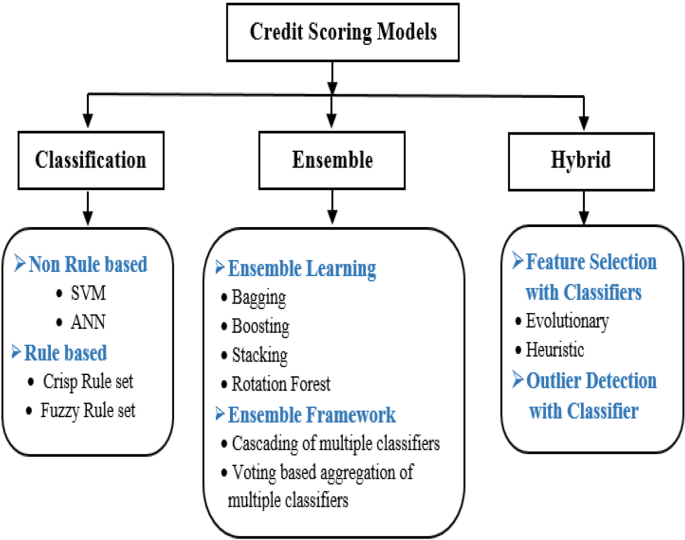 Credit Scoring Models
Classification
Ensemble
Hybrid
➢Non Rule based
• SVM
• ANN
➢Rule based
• Crisp Rule set
• Fuzzy Rule set
➢Ensemble Learning
• Bagging
• Boosting
• Stacking
• Rotation Forest
➢Ensemble Framework
• Cascading of multiple classifiers
• Voting based aggregation of
multiple classifiers
➢Feature Selection
with Classifiers
• Evolutionary
• Heuristic
➢Outlier Detection
with Classifier